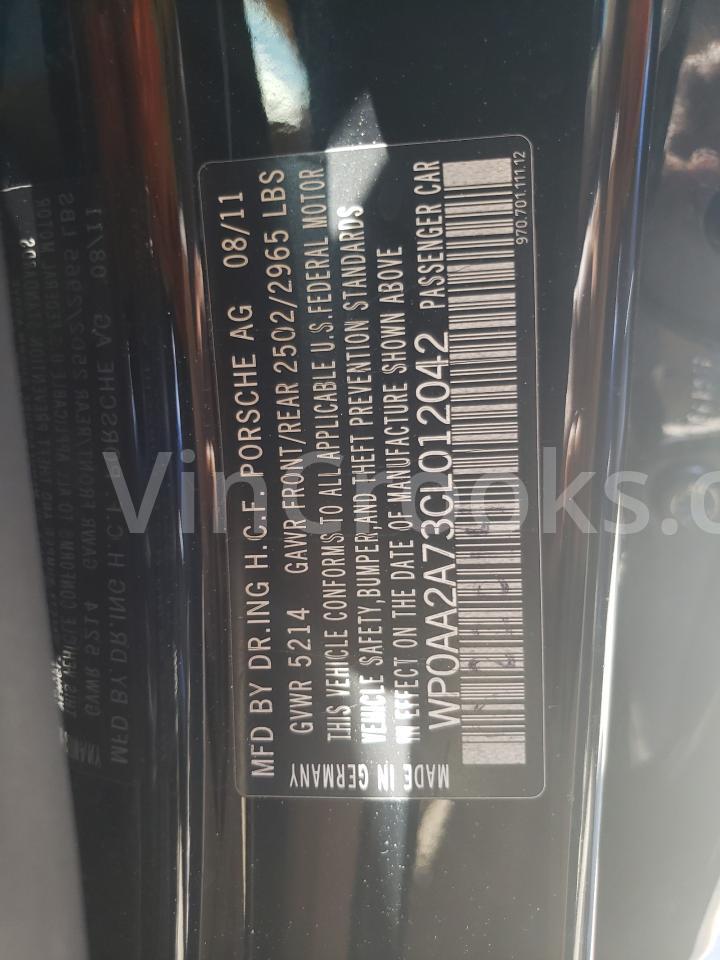 MFD BY DR.ING H.C.F. PORSCHE AG 08/11
GVWR 5214 GAWR FRONT/REAR 2502/2965 LBS
THIS VEHICLE CONFORMS TO ALL APPLICABLE U.S.FEDERAL MOTOR
VEHICLE SAFETY,BUMPER,AND THEFT PREVENTION STANDARDS
IN EFFECT ON THE DATE OF MANUFACTURE SHOWN ABOVE
WP0AA2A73CL012042 PASSENGER CAR
MADE IN GERMANY
970.701.111.12